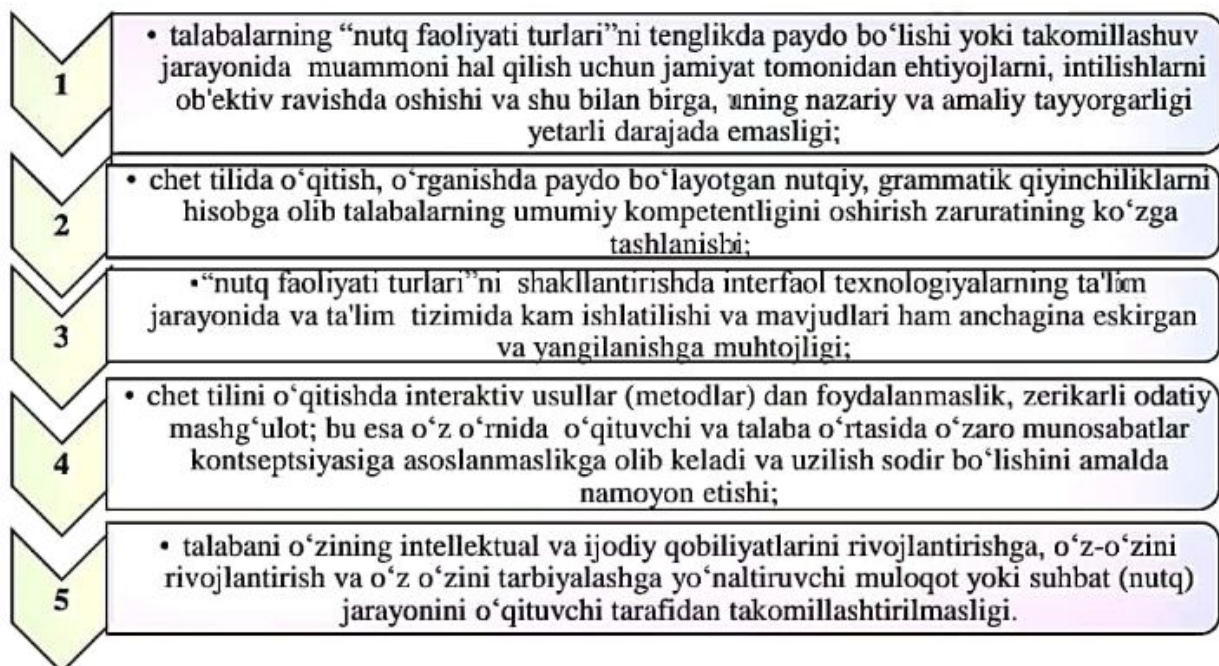 1
• talabalarning “nutq faoliyati turlari”ni tenglikda paydo bo‘lishi yoki takomillashuv
jarayonida muammoni hal qilish uchun jamiyat tomonidan ehtiyojlarni, intilishlarni
ob'ektiv ravishda oshishi va shu bilan birga, uning nazariy va amaliy tayyorgarligi
yetarli darajada emasligi;
2
• chet tilida o‘qitish, o‘rganishda paydo bo‘layotgan nutqiy, grammatik qiyinchiliklarni
hisobga olib talabalarning umumiy kompetentligini oshirish zaruratining ko‘zga
tashlanishi;
3
•“nutq faoliyati turlari”ni shakllantirishda interfaol texnologiyalarning ta'lim
jarayonida va ta'lim tizimida kam ishlatilishi va mavjudlari ham anchagina eskirgan
va yangilanishga muhtojligi;
4
• chet tilini o‘qitishda interaktiv usullar (metodlar) dan foydalanmaslik, zerikarli odatiy
mashg‘ulot; bu esa o‘z o‘rnida o‘qituvchi va talaba o‘rtasida o‘zaro munosabatlar
kontseptsiyasiga asoslanmaslikga olib keladi va uzilish sodir bo‘lishini amalda
namoyon etishi;
5
• talabani o‘zining intellektual va ijodiy qobiliyatlarini rivojlantirishga, o‘z-o‘zini
rivojlantirish va o‘z o‘zini tarbiyalashga yo‘naltiruvchi muloqot yoki suhbat (nutq)
jarayonini o‘qituvchi tarafidan takomillashtirilmasligi.